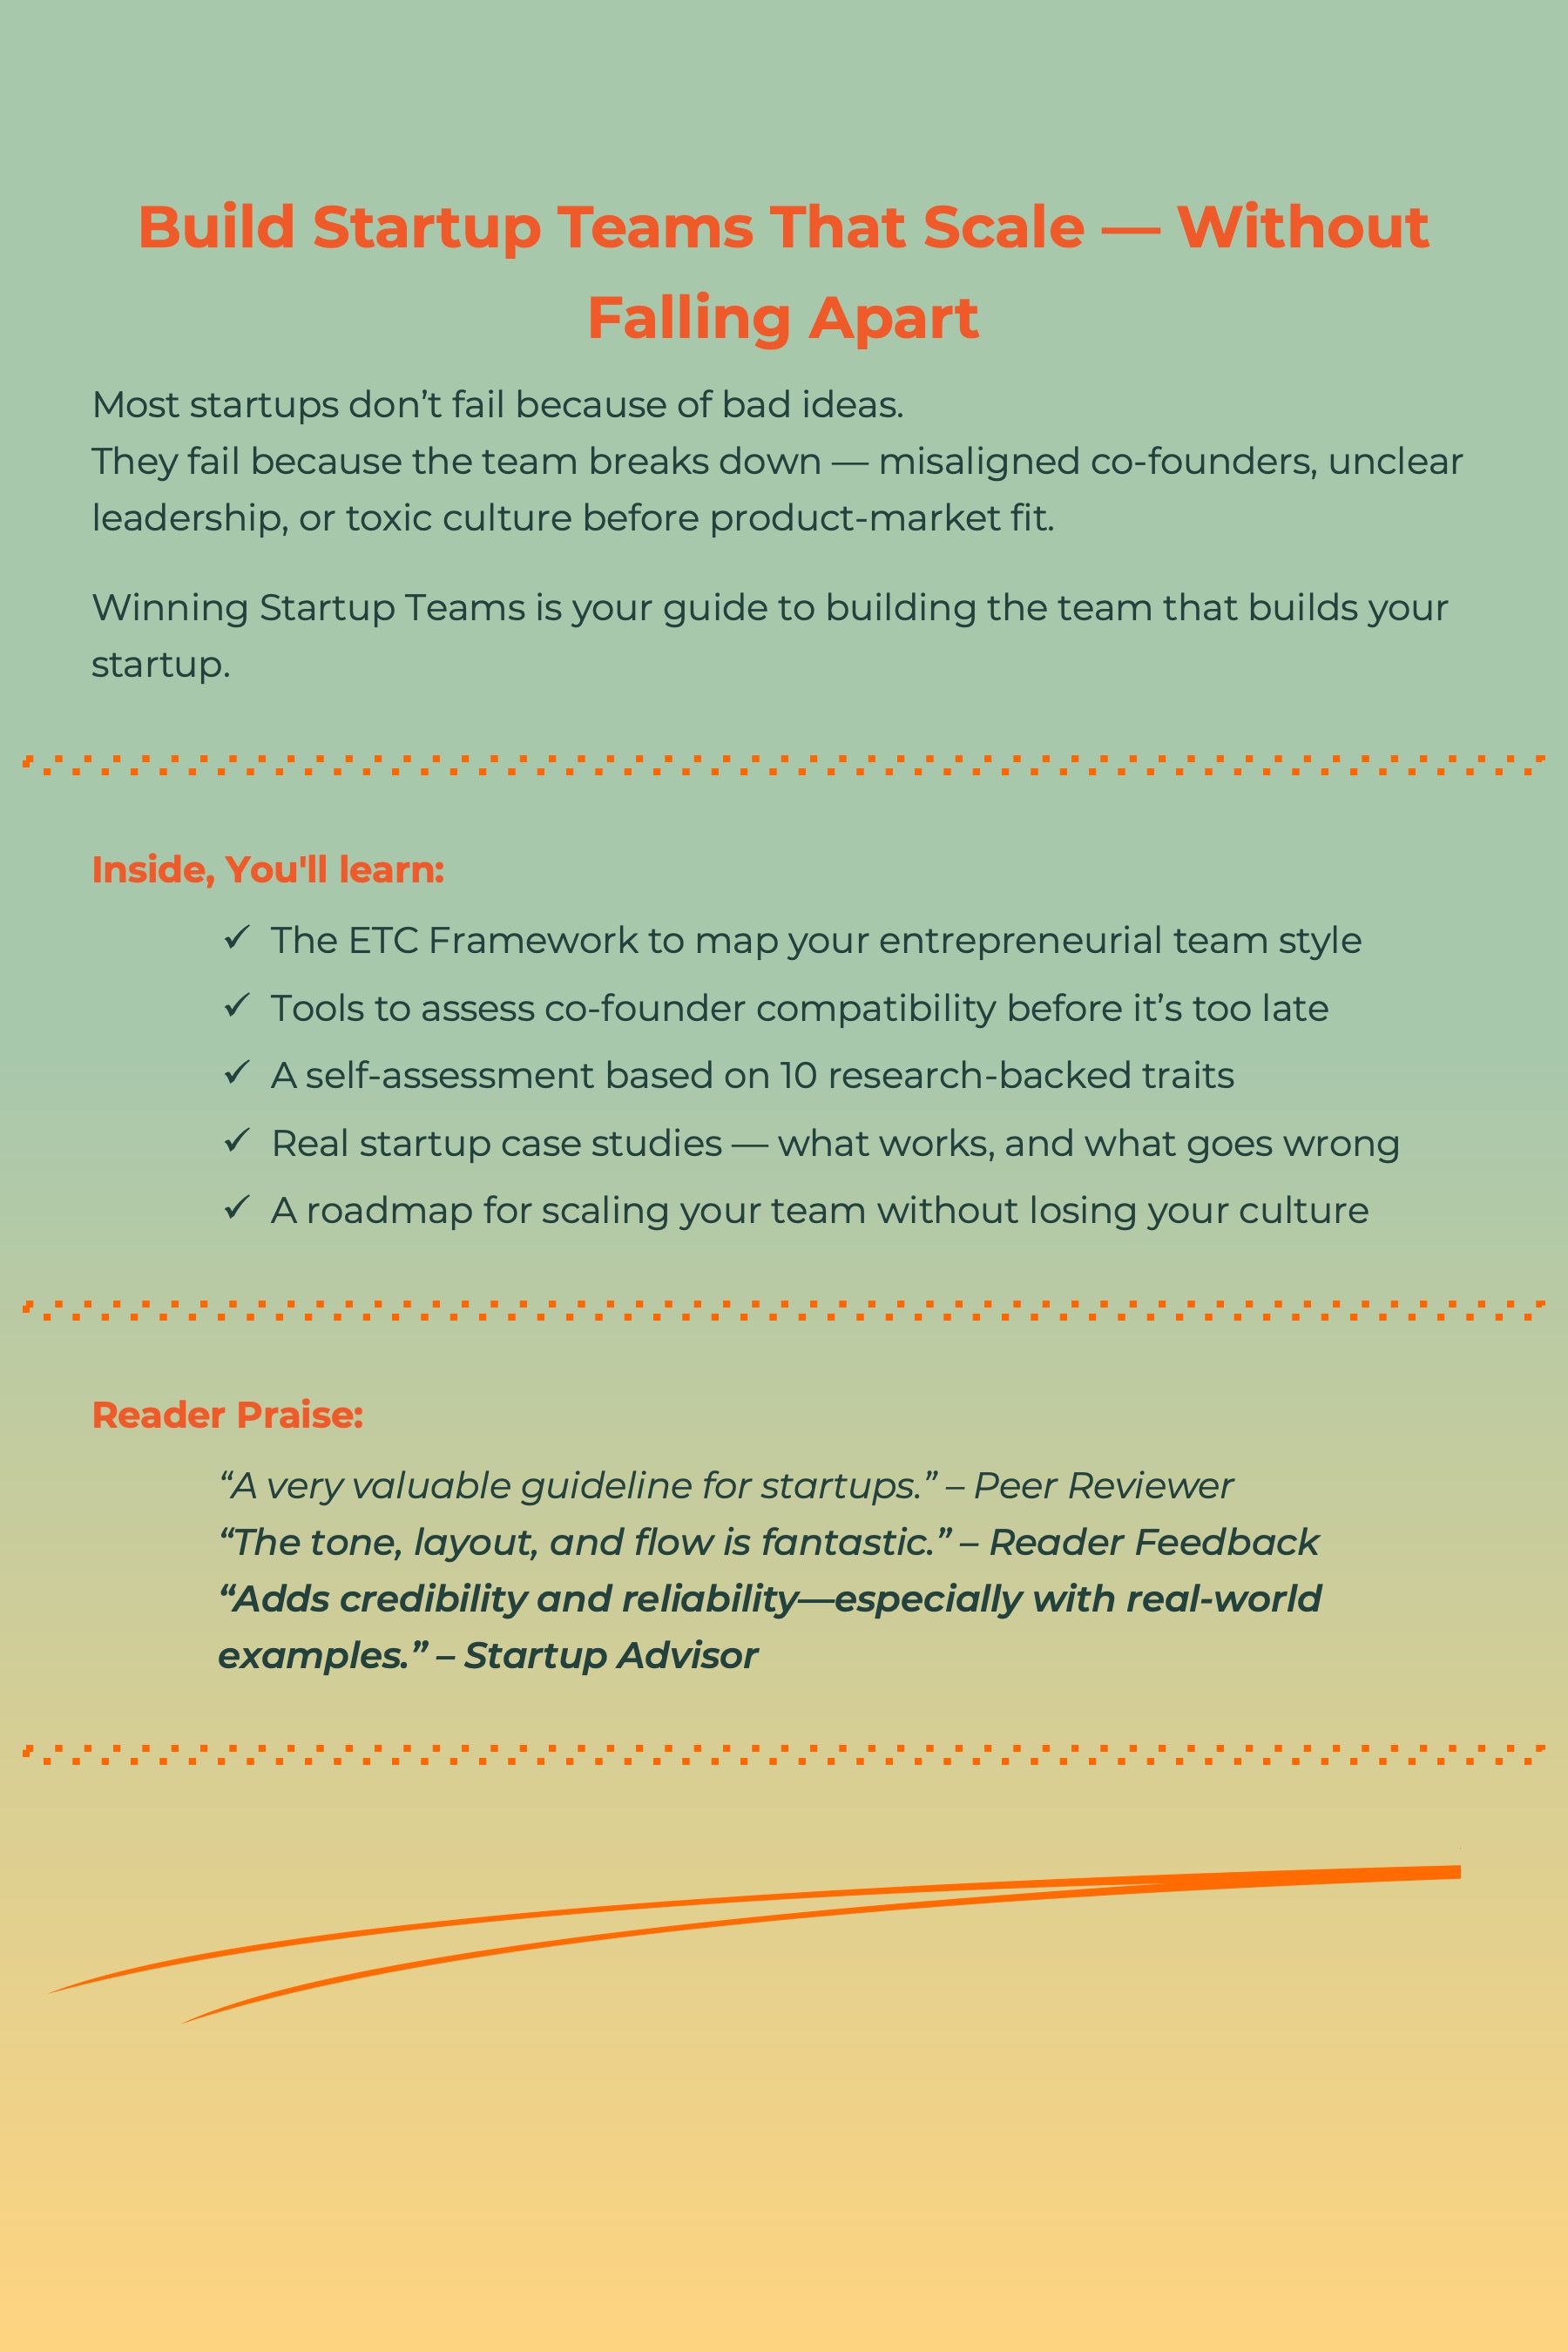 Build Startup Teams That Scale — Without
Falling Apart
Most startups don’t fail because of bad ideas.
They fail because the team breaks down — misaligned co-founders, unclear
leadership, or toxic culture before product-market fit.
Winning Startup Teams is your guide to building the team that builds your
startup.
Inside, You'll learn:
✓ The ETC Framework to map your entrepreneurial team style
✓ Tools to assess co-founder compatibility before it’s too late
✓ A self-assessment based on 10 research-backed traits
✓ Real startup case studies — what works, and what goes wrong
✓ A roadmap for scaling your team without losing your culture
Reader Praise:
“A very valuable guideline for startups.” – Peer Reviewer
“The tone, layout, and flow is fantastic.” – Reader Feedback
“Adds credibility and reliability—especially with real-world
examples.” – Startup Advisor